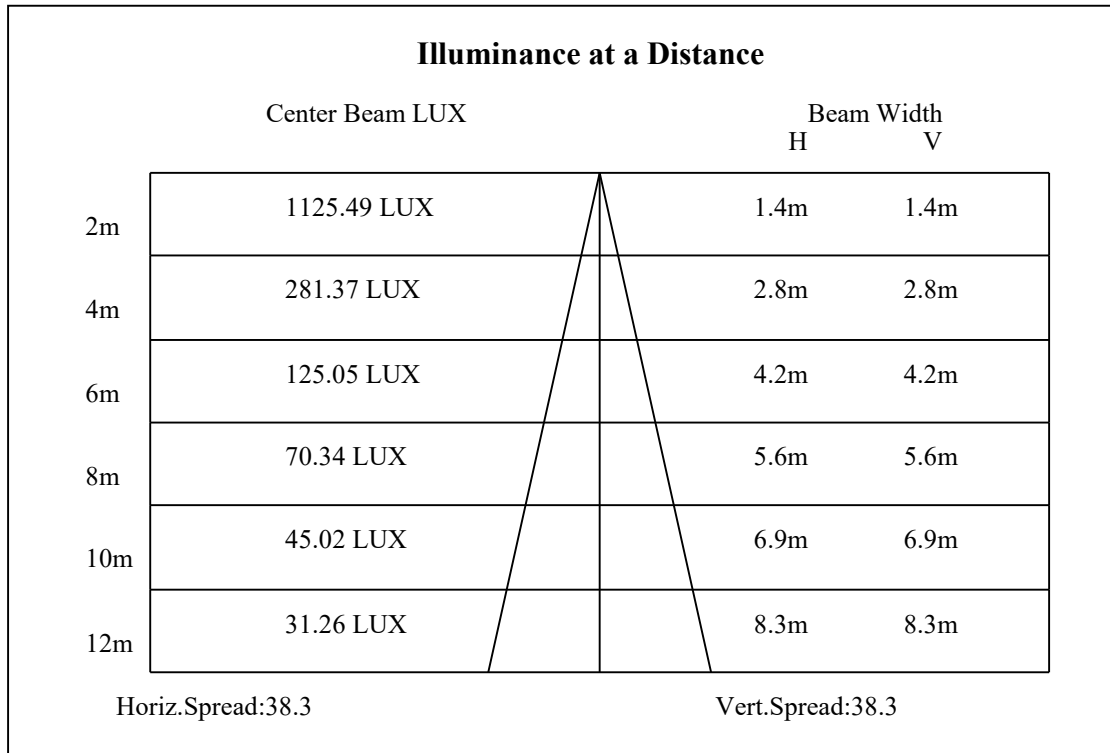 Illuminance at a Distance
Center Beam LUX Beam Width
H V
2m 1125.49 LUX 1.4m 1.4m
4m 281.37 LUX 2.8m 2.8m
6m 125.05 LUX 4.2m 4.2m
8m 70.34 LUX 5.6m 5.6m
10m 45.02 LUX 6.9m 6.9m
12m 31.26 LUX 8.3m 8.3m
Horiz.Spread:38.3 Vert.Spread:38.3